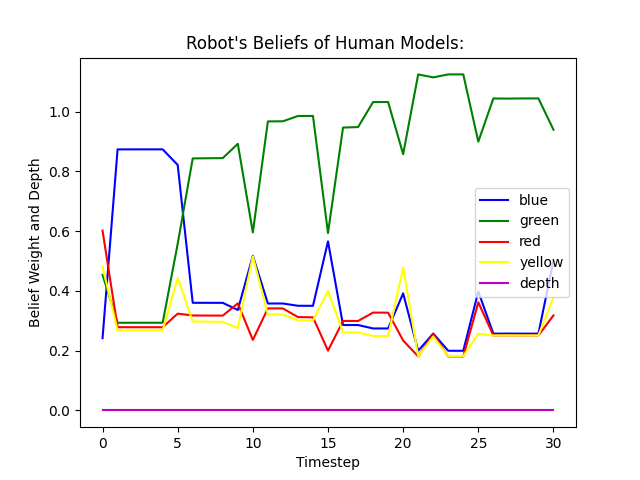 Robot's Beliefs of Human Models:
Belief Weight and Depth
1.0
0.8
0.6
0.4
0.2
0.0
blue
green
red
yellow
depth
0 5 10 15 20 25 30
Timestep